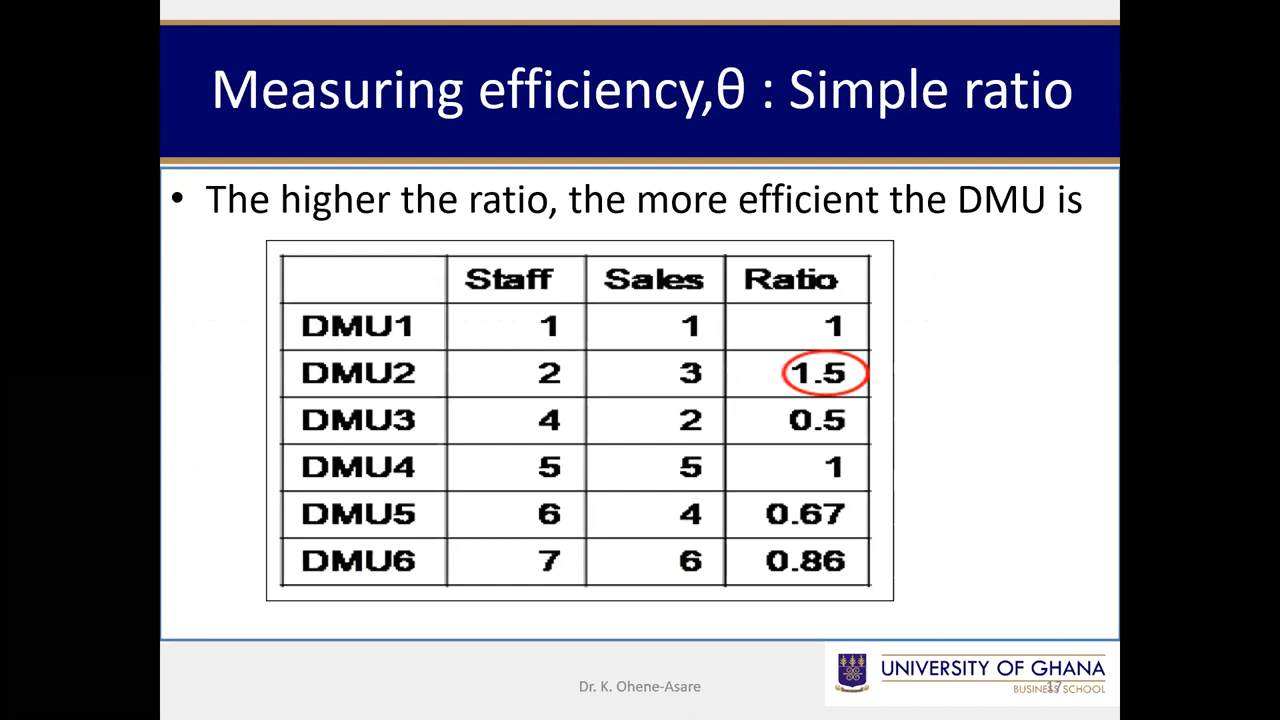 Measuring efficiency,θ : Simple ratio
• The higher the ratio, the more efficient the DMU is
Staff Sales Ratio
DMU1 1 1 1
DMU2 2 3 1.5
DMU3 4 2 0.5
DMU4 5 5 1
DMU5 6 4 0.67
DMU6 7 6 0.86
Dr. K. Ohene-Asare
UNIVERSITY OF GHANA
BUSINESS SCHOOL
17